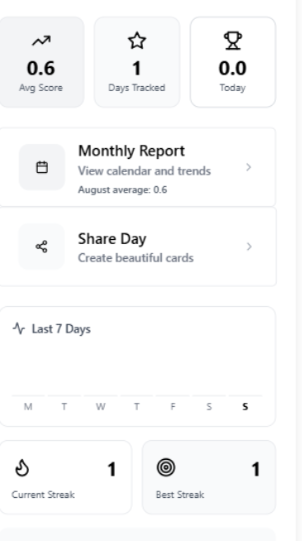 0.6
Avg Score
1
Days Tracked
0.0
Today
Monthly Report
View calendar and trends
August average: 0.6
Share Day
Create beautiful cards
Last 7 Days
M T W T F S S
1
Current Streak
1
Best Streak